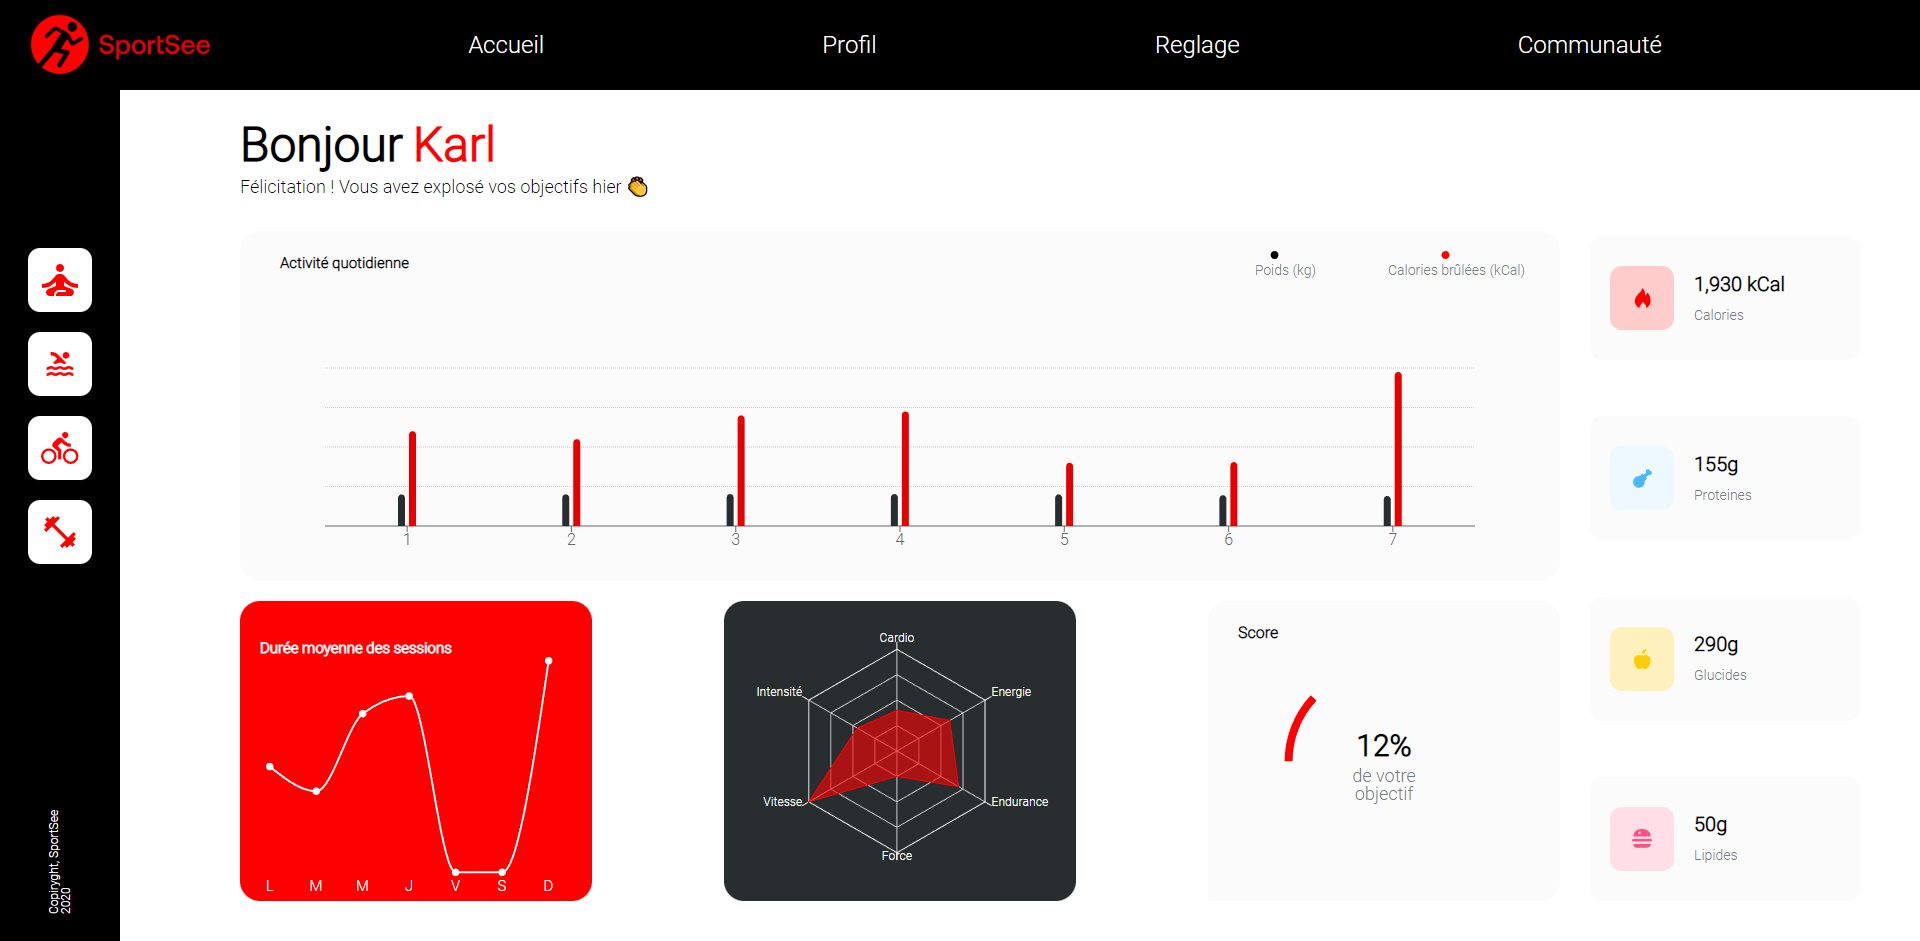 SportSee
Accueil
Profil
Reglage
Communauté
Bonjour Karl
Félicitation ! Vous avez explosé vos objectifs hier 👏
Activité quotidienne
Poids (kg)
Calories brûlées (kCal)
1
2
3
4
5
6
7
1,930 kCal
Calories
155g
Proteines
290g
Glucides
50g
Lipides
Durée moyenne des sessions
L
M
M
J
V
S
D
Cardio
Energie
Endurance
Force
Vitesse
Intensité
Score
12%
de votre
objectif
Copiryght, SportSee
2020